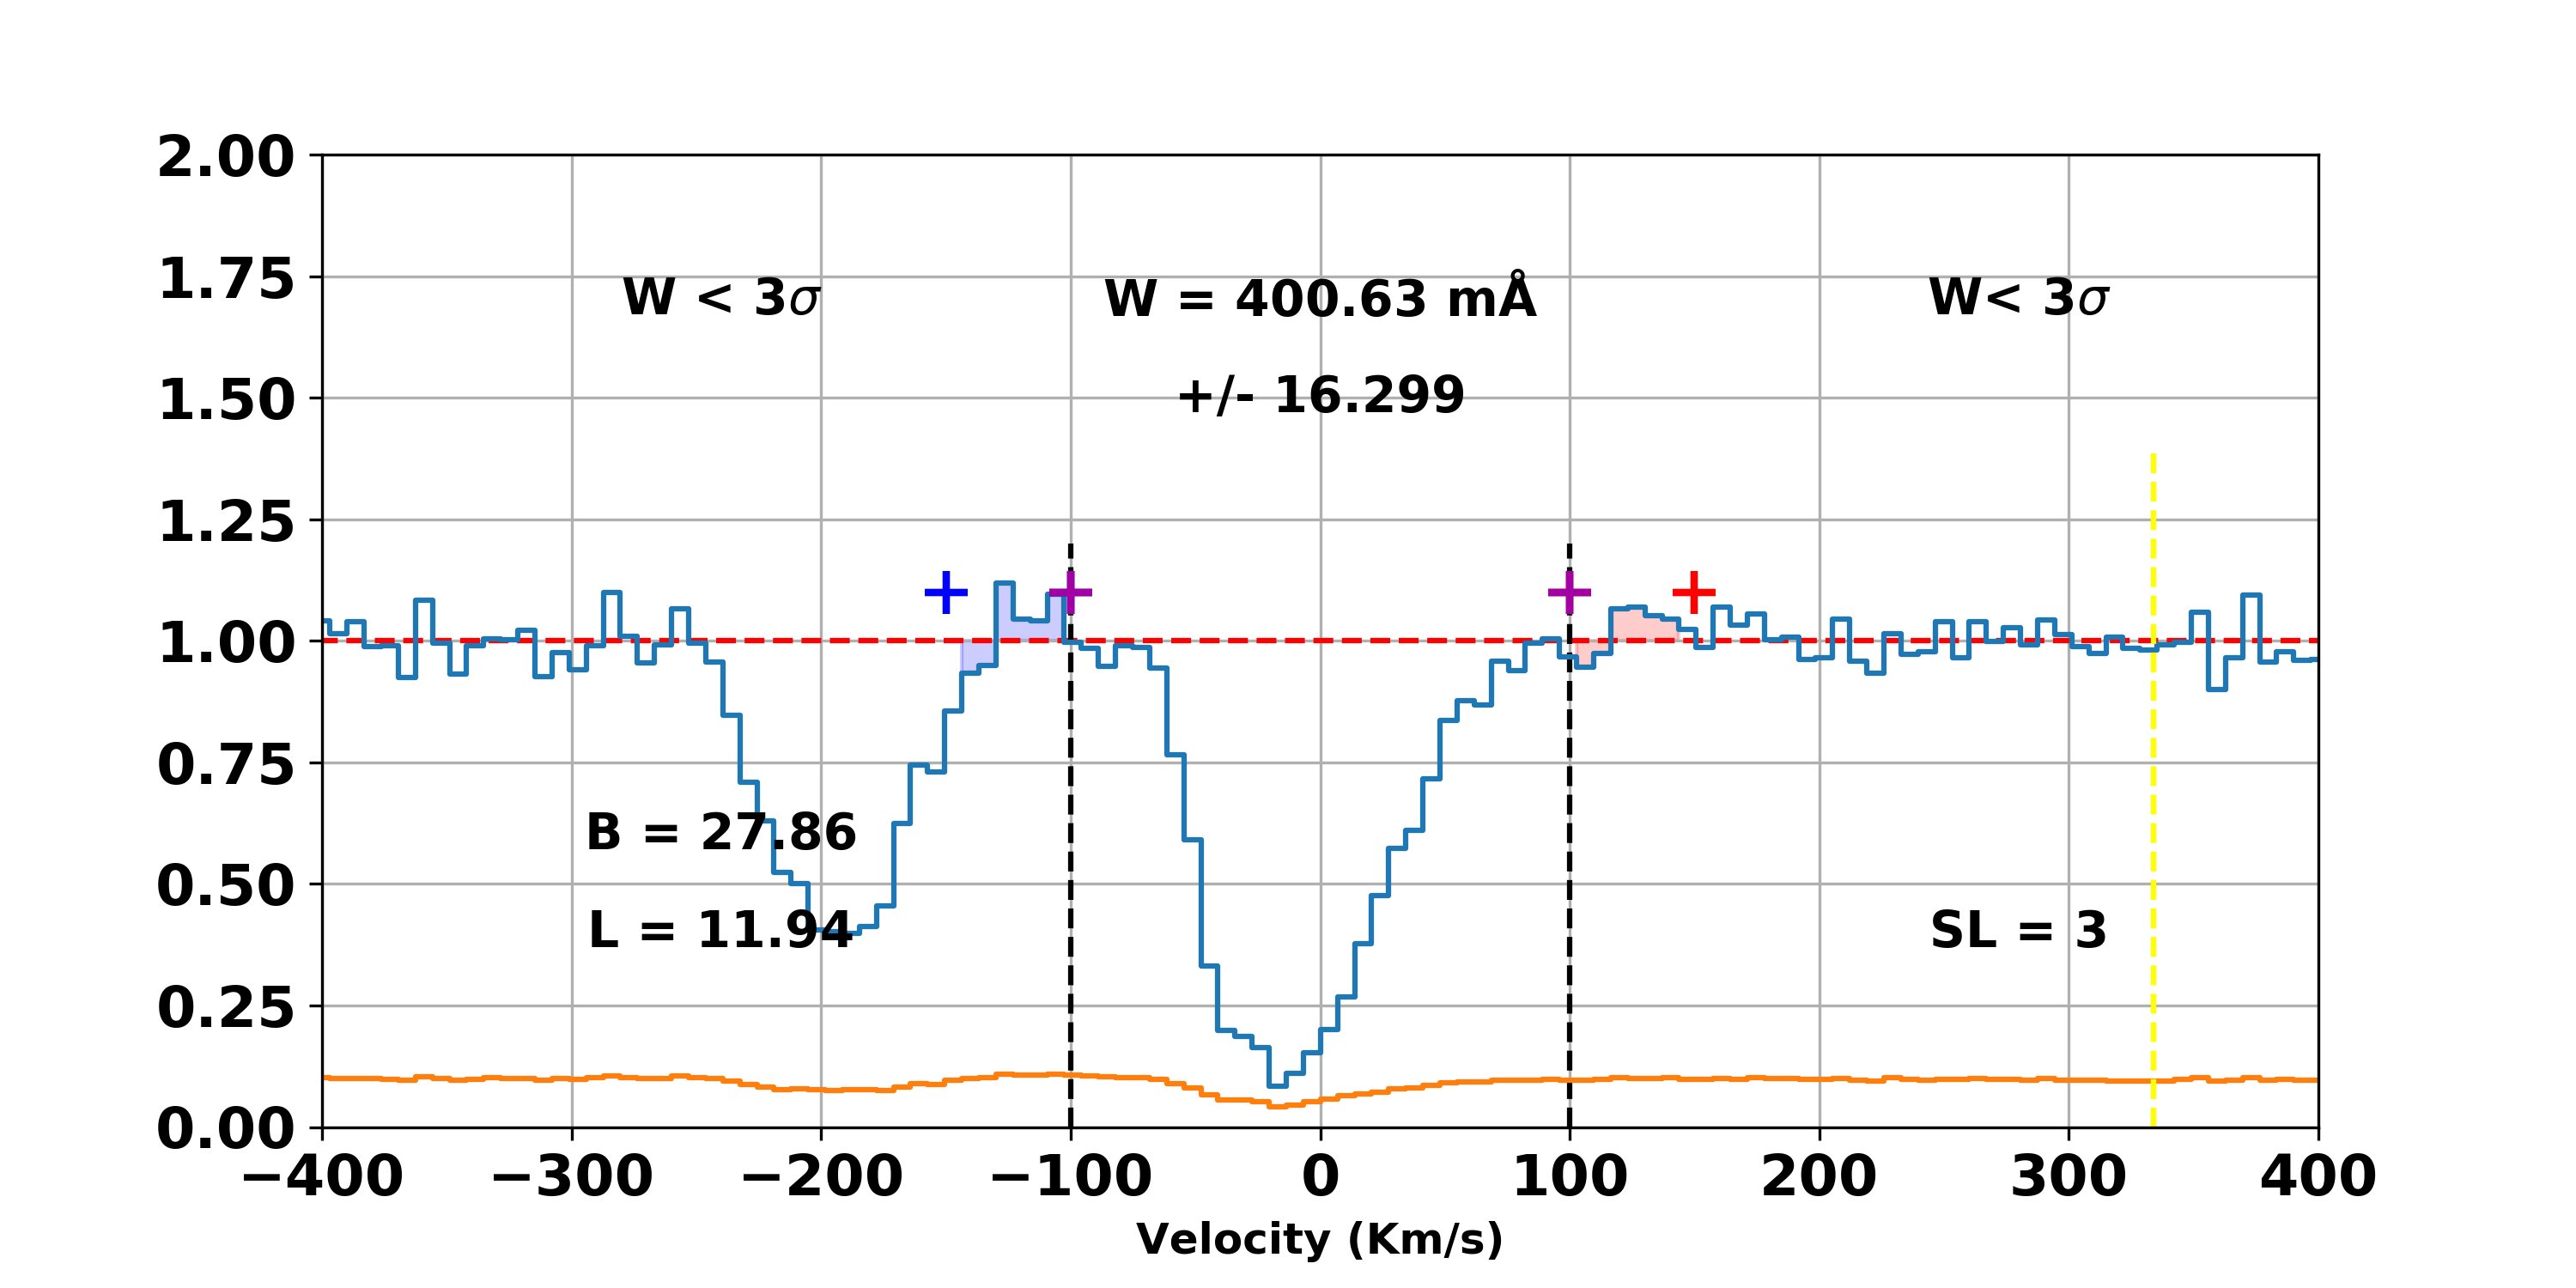 2.00
1.75
1.50
1.25
1.00
0.75
0.50
0.25
0.00
W < 3σ
W = 400.63 mÅ
+/- 16.299
W< 3σ
B = 27.86
L = 11.94
SL = 3
−400 −300 −200 −100 0 100 200 300 400
Velocity (Km/s)